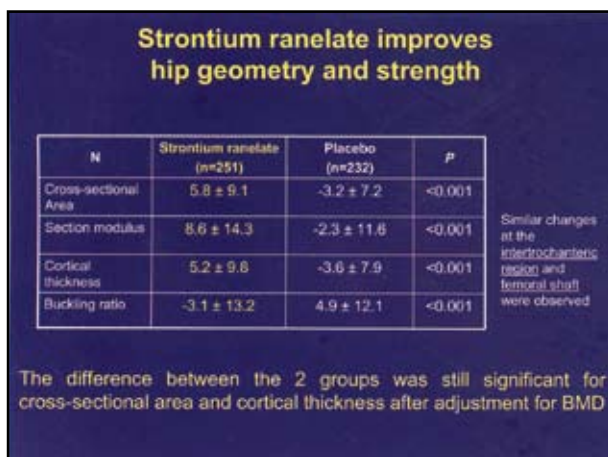 Strontium ranelate improves
hip geometry and strength
N
Strontium ranelate
(n=251)
Placebo
(n=232)
P
Cross-sectional
Area
5.8 ± 9.1
-3.2 ± 7.2
<0.001
Section modulus
8.6 ± 14.3
-2.3 ± 11.6
<0.001
Cortical
thickness
5.2 ± 9.8
-3.6 ± 7.9
<0.001
Buckling ratio
-3.1 ± 13.2
4.9 ± 12.1
<0.001
Similar changes
at the
intertrochanteric
region and
femoral shaft
were observed
The difference between the 2 groups was still significant for
cross-sectional area and cortical thickness after adjustment for BMD